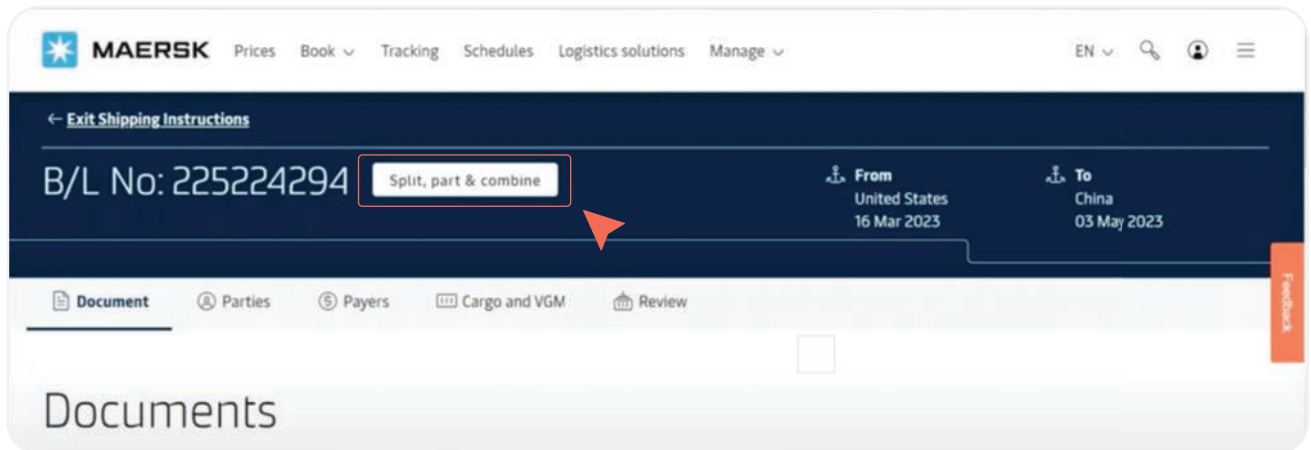 MAERSK Prices Book Tracking Schedules Logistics solutions Manage EN
← Exit Shipping Instructions
B/L No: 225224294 Split, part & combine
From
United States
16 Mar 2023
To
China
03 May 2023
Feedback
Document Parties Payers Cargo and VGM Review
Documents